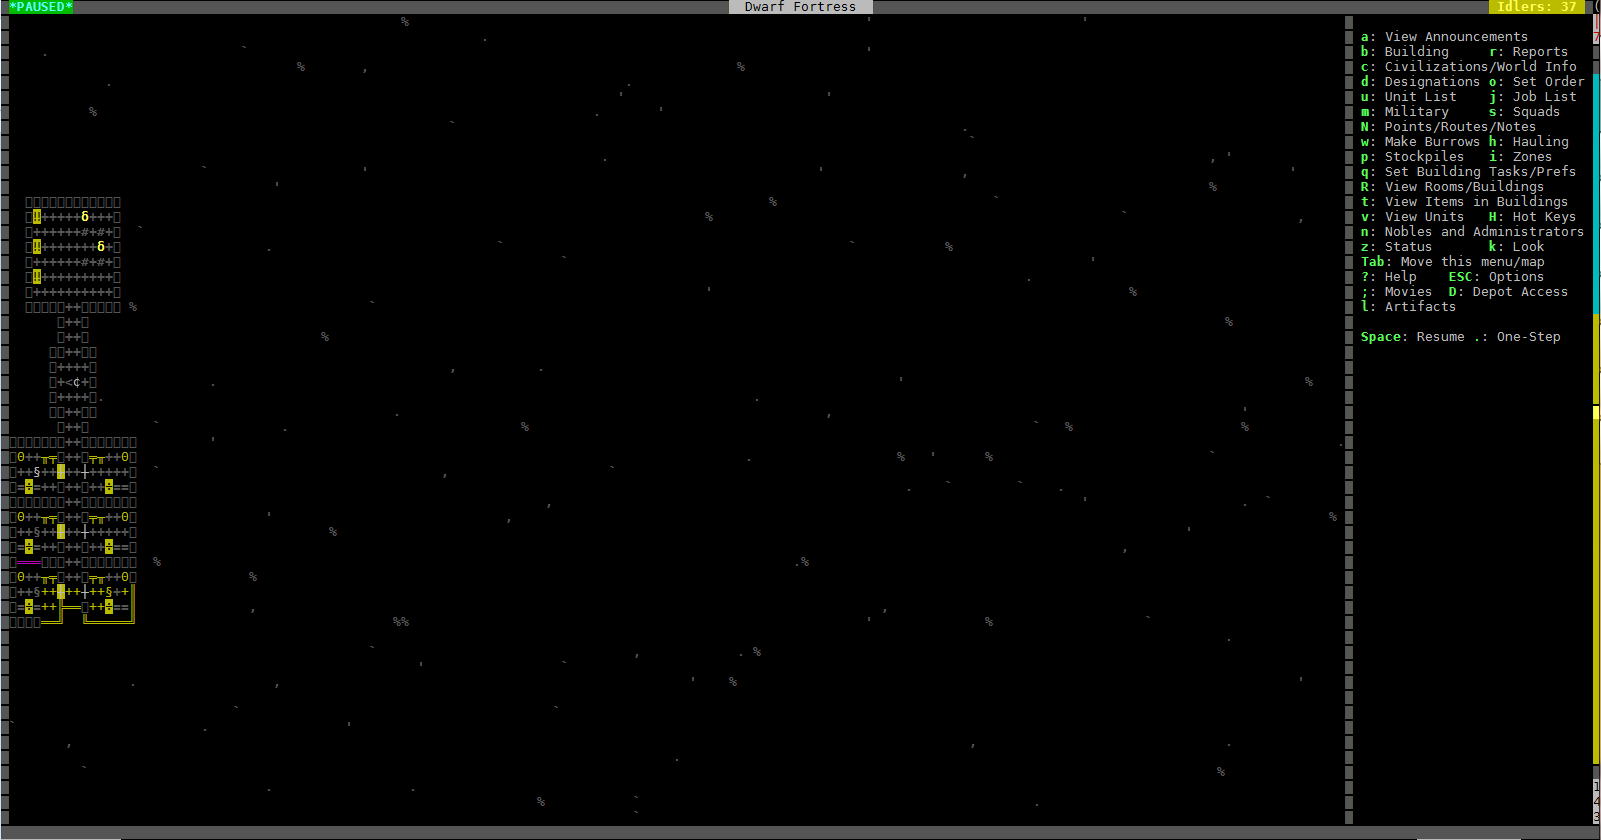 *PAUSED* Dwarf Fortress Idlers: 37
a: View Announcements
b: Building r: Reports
c: Civilizations/World Info
d: Designations o: Set Order
u: Unit List j: Job List
m: Military s: Squads
N: Points/Routes/Notes
w: Make Burrows h: Hauling
p: Stockpiles i: Zones
q: Set Building Tasks/Prefs
R: View Rooms/Buildings
t: View Items in Buildings
v: View Units H: Hot Keys
n: Nobles and Administrators
z: Status k: Look
Tab: Move this menu/map
?: Help ESC: Options
;: Movies D: Depot Access
l: Artifacts
Space: Resume .: One-Step